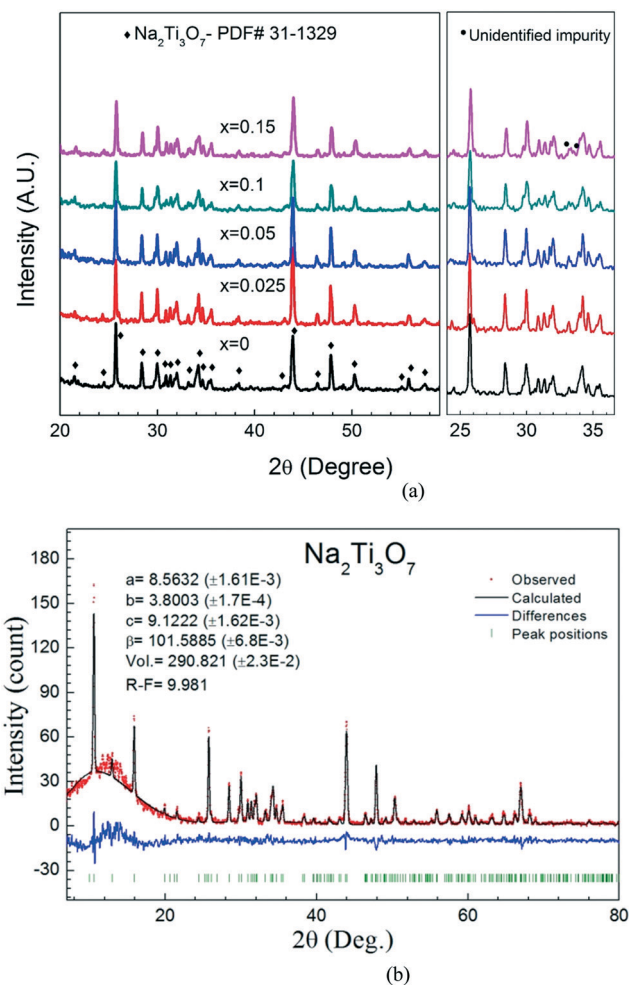 (a)
♦ Na₂Ti₃O₇- PDF# 31-1329
• Unidentified impurity
x=0.15
x=0.1
x=0.05
x=0.025
x=0
Intensity (A.U.)
20 30 40 50
25 30 35
2θ (Degree)
(a)
Na₂Ti₃O₇
a= 8.5632 (±1.61E-3)
b= 3.8003 (±1.7E-4)
c= 9.1222 (±1.62E-3)
β= 101.5885 (±6.8E-3)
Vol.= 290.821 (±2.3E-2)
R-F= 9.981
Observed
Calculated
Differences
Peak positions
Intensity (count)
180
150
120
90
60
30
0
-30
20 40 60 80
2θ (Deg.)
(b)